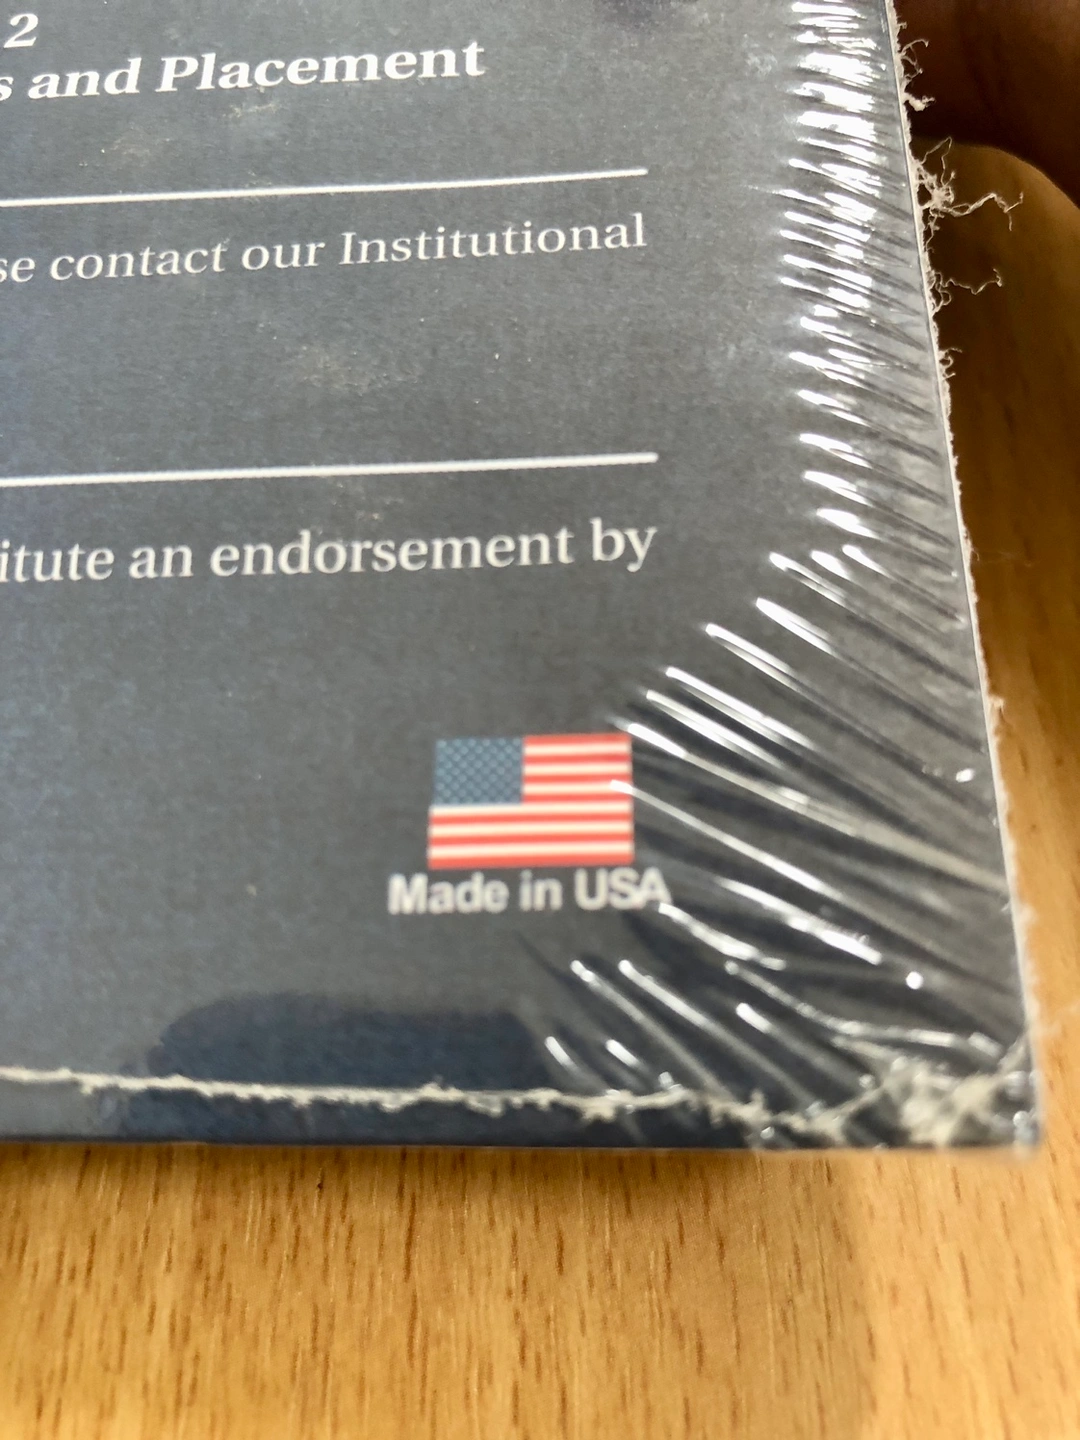 2
s and Placement
se contact our Institutional
itute an endorsement by
Made in USA